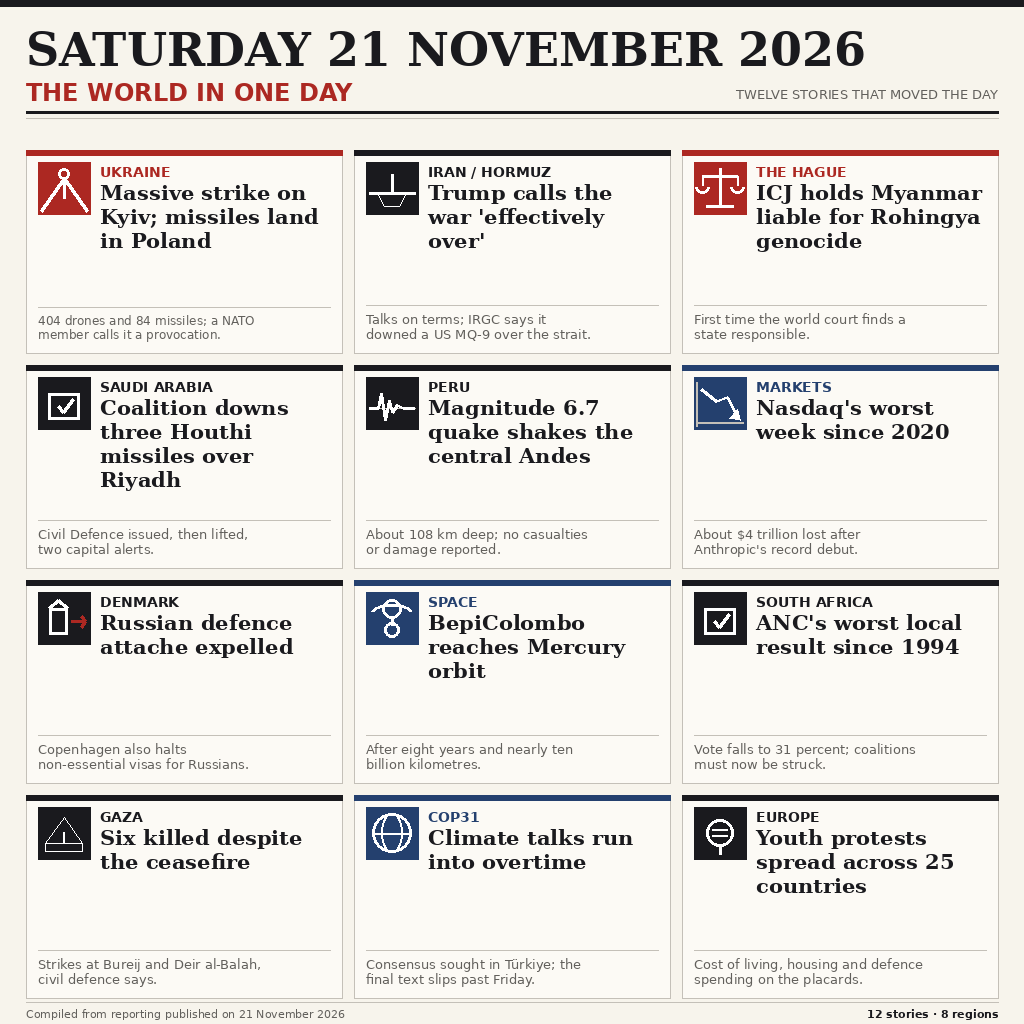 SATURDAY 21 NOVEMBER 2026
THE WORLD IN ONE DAY
TWELVE STORIES THAT MOVED THE DAY
UKRAINE
Massive strike on
Kyiv; missiles land
in Poland
404 drones and 84 missiles; a NATO
member calls it a provocation.
IRAN / HORMUZ
Trump calls the
war 'effectively
over'
Talks on terms; IRGC says it
downed a US MQ-9 over the strait.
THE HAGUE
ICJ holds Myanmar
liable for Rohingya
genocide
First time the world court finds a
state responsible.
SAUDI ARABIA
Coalition downs
three Houthi
missiles over
Riyadh
Civil Defence issued, then lifted,
two capital alerts.
PERU
Magnitude 6.7
quake shakes the
central Andes
About 108 km deep; no casualties
or damage reported.
MARKETS
Nasdaq's worst
week since 2020
About $4 trillion lost after
Anthropic's record debut.
DENMARK
Russian defence
attache expelled
Copenhagen also halts
non-essential visas for Russians.
SPACE
BepiColombo
reaches Mercury
orbit
After eight years and nearly ten
billion kilometres.
SOUTH AFRICA
ANC's worst local
result since 1994
Vote falls to 31 percent; coalitions
must now be struck.
GAZA
Six killed despite
the ceasefire
Strikes at Bureij and Deir al-Balah,
civil defence says.
COP31
Climate talks run
into overtime
Consensus sought in Türkiye; the
final text slips past Friday.
EUROPE
Youth protests
spread across 25
countries
Cost of living, housing and defence
spending on the placards.
Compiled from reporting published on 21 November 2026
12 stories · 8 regions